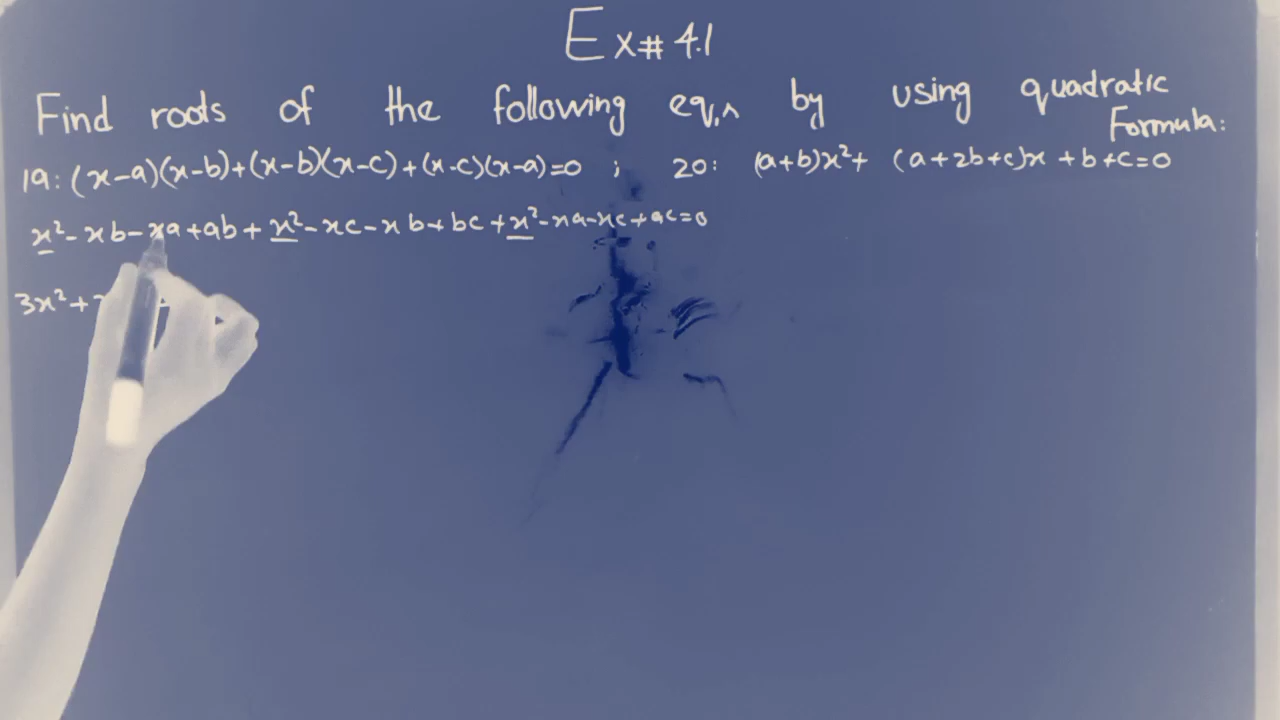 Ex# 4.1
Find roots of the following eq,n by using quadratic
Formula:
19: (x-a)(x-b)+(x-b)(x-c)+(x-c)(x-a)=0 ; 20: (a+b)x²+ (a+2b+c)x +b+c=0
x²-xb-xa+ab+x²-xc-xb+bc+x²-xa-xc+ac=0
3x²+